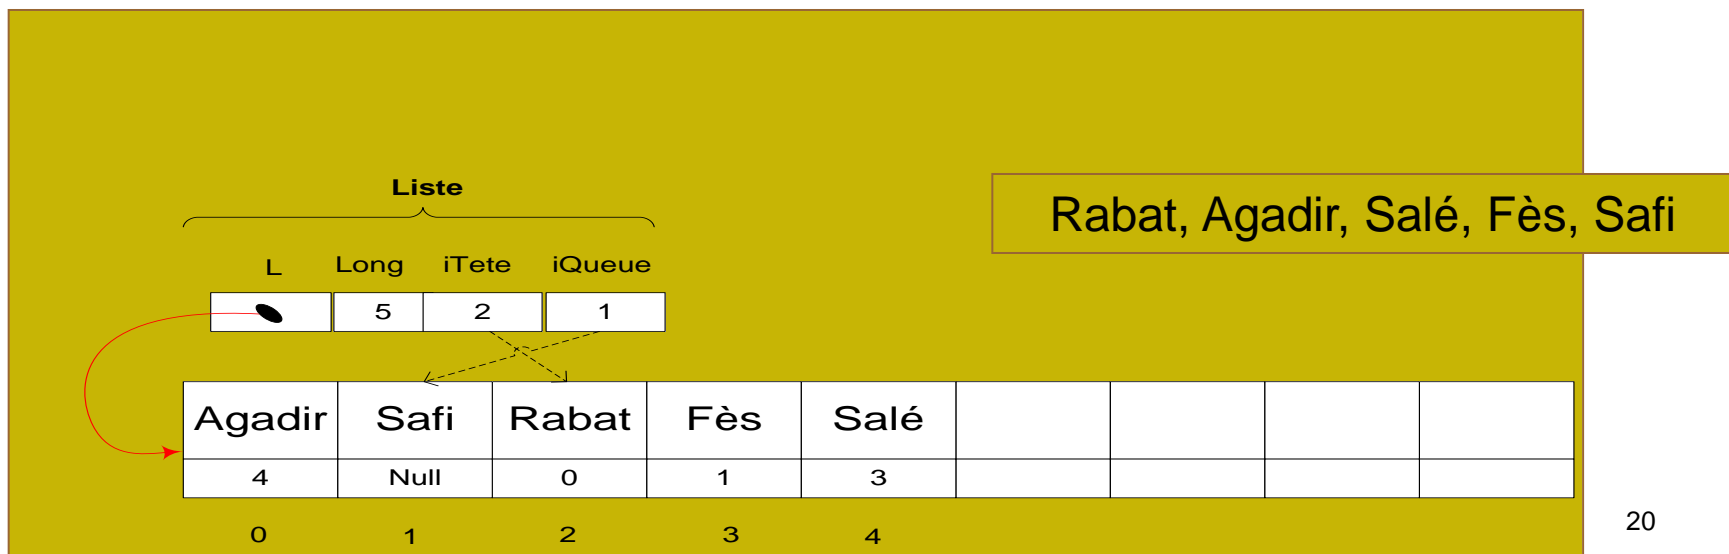 Liste
Rabat, Agadir, Salé, Fès, Safi
L Long iTete iQueue
5 2 1
Agadir Safi Rabat Fès Salé
4 Null 0 1 3
0 1 2 3 4
20